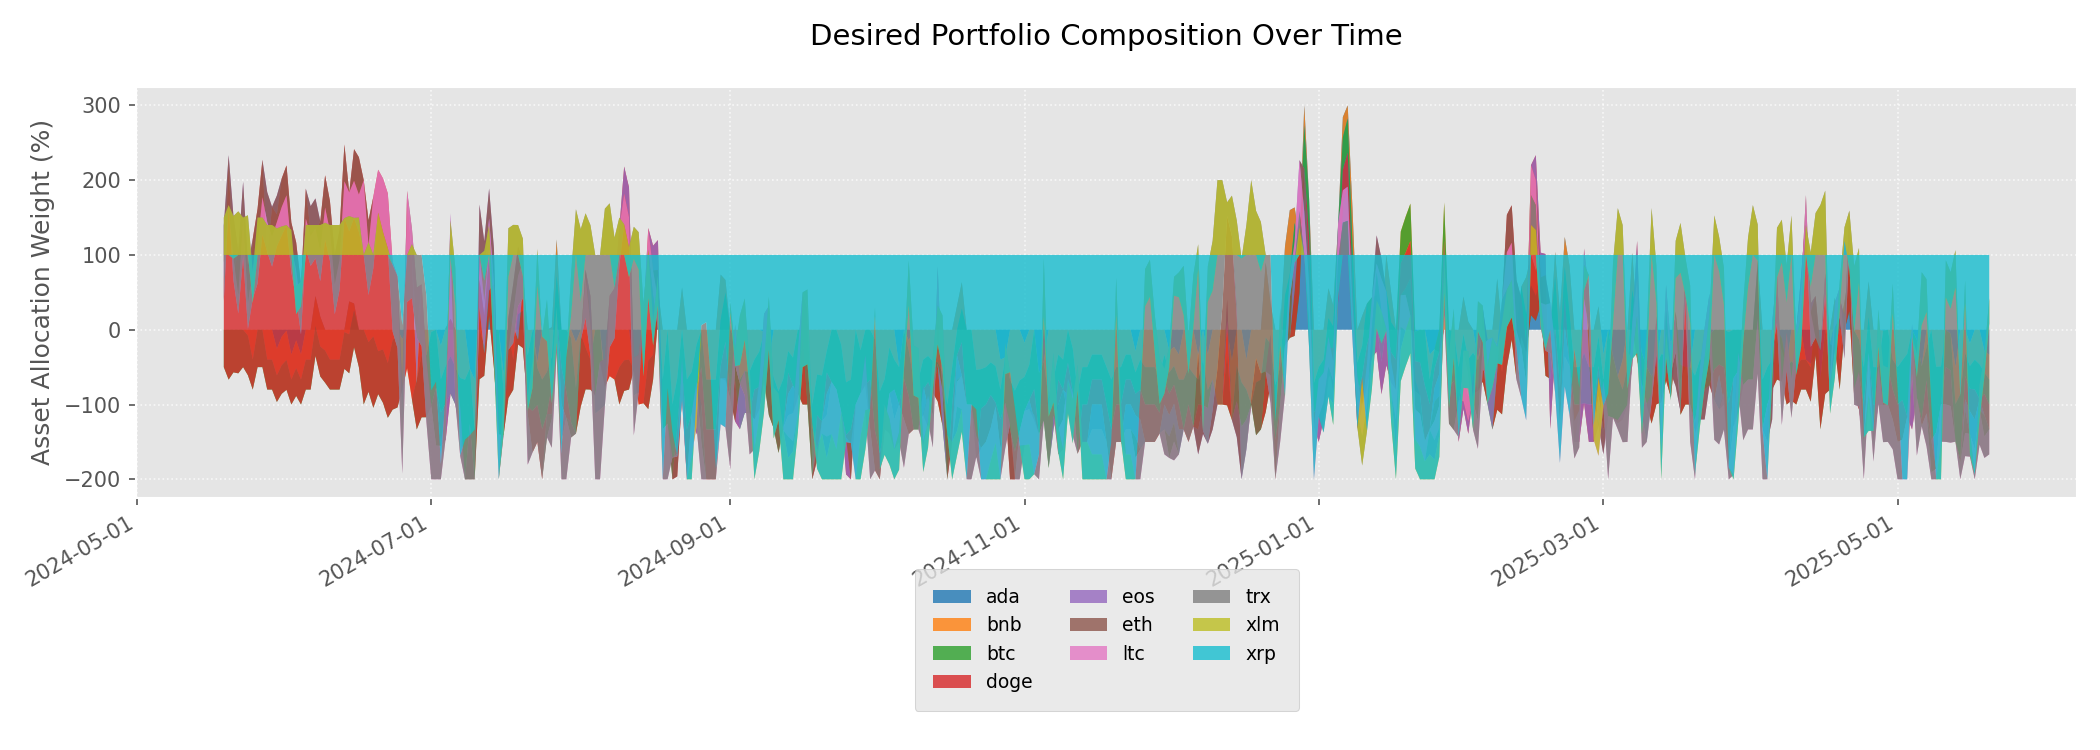 Desired Portfolio Composition Over Time
Asset Allocation Weight (%)
300
200
100
0
−100
−200
2024-05-01
2024-07-01
2024-09-01
2024-11-01
2025-01-01
2025-03-01
2025-05-01
ada
bnb
btc
doge
eos
eth
ltc
trx
xlm
xrp